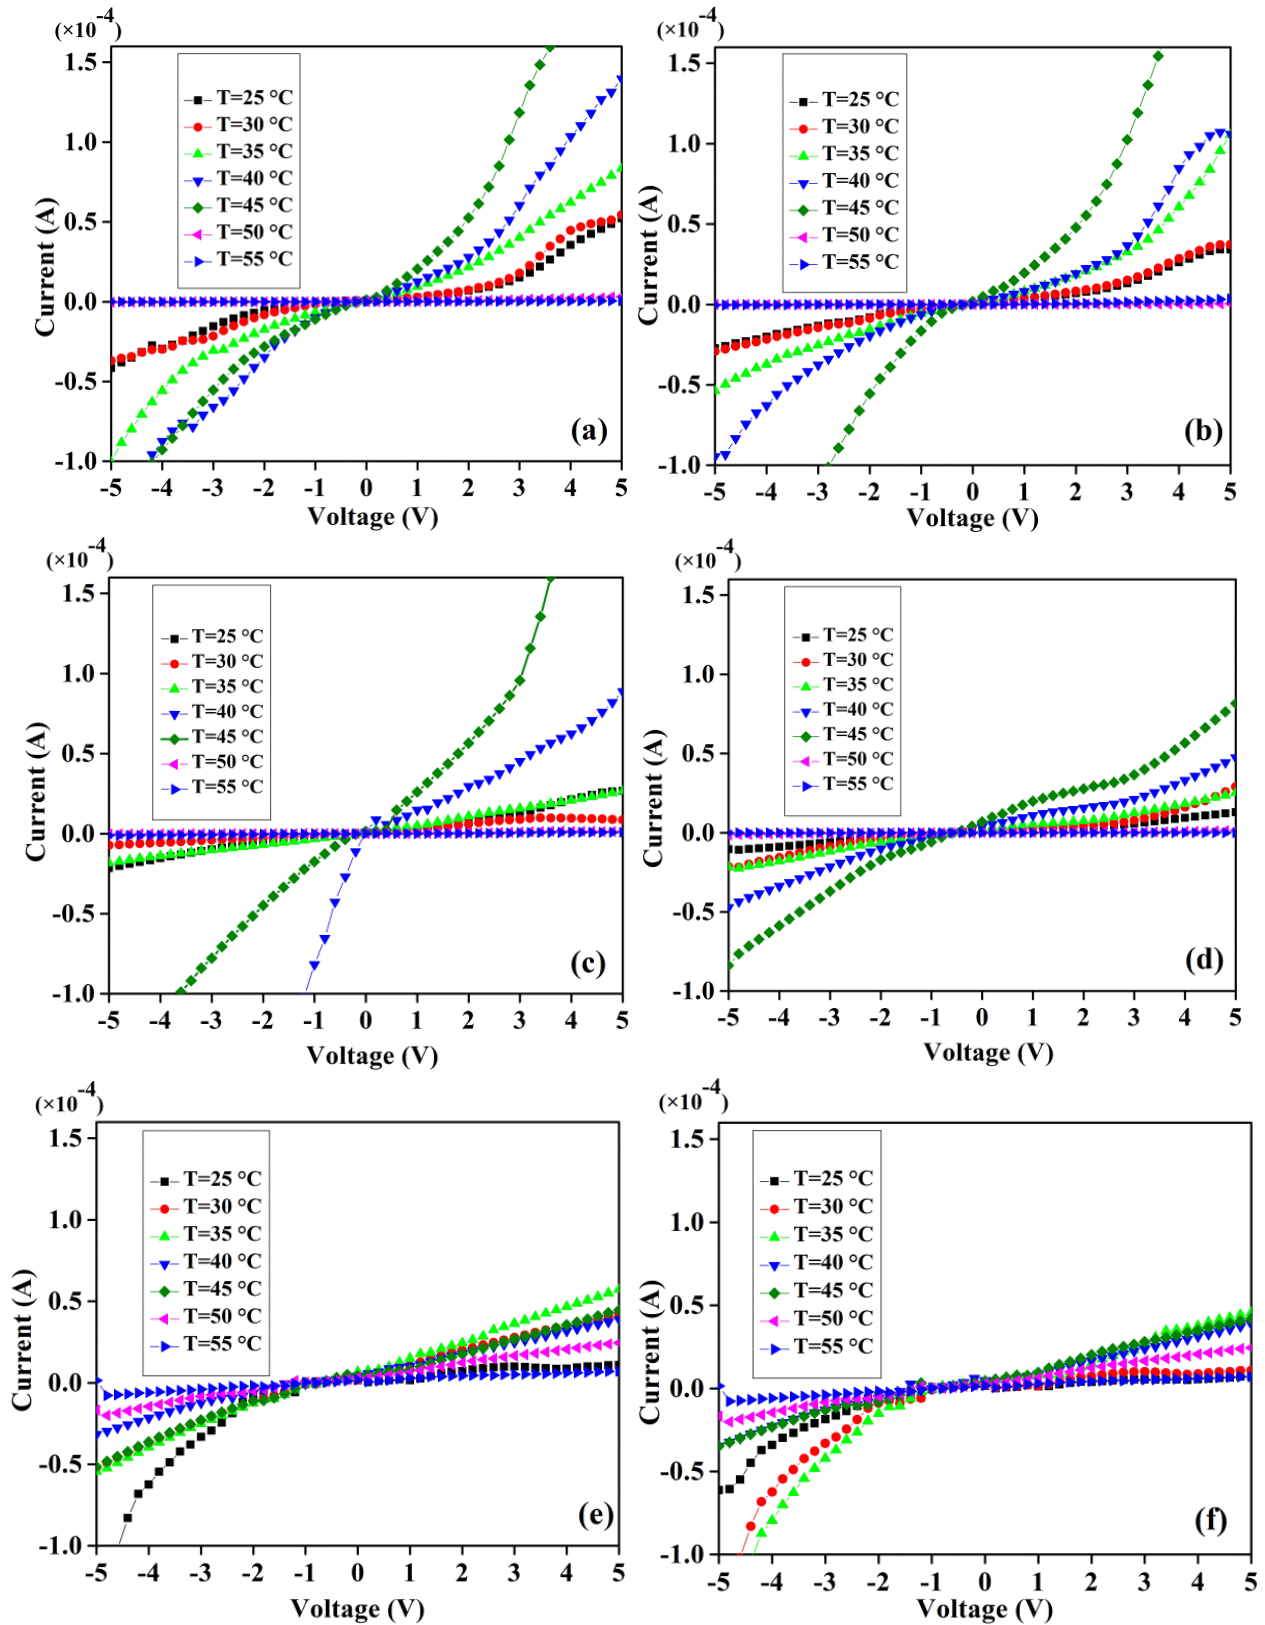 (×10-4)
1.5
1.0
0.5
0.0
-0.5
-1.0
Current (A)
T=25 °C
T=30 °C
T=35 °C
T=40 °C
T=45 °C
T=50 °C
T=55 °C
(a)
-5 -4 -3 -2 -1 0 1 2 3 4 5
Voltage (V)
(×10-4)
1.5
1.0
0.5
0.0
-0.5
-1.0
Current (A)
T=25 °C
T=30 °C
T=35 °C
T=40 °C
T=45 °C
T=50 °C
T=55 °C
(b)
-5 -4 -3 -2 -1 0 1 2 3 4 5
Voltage (V)
(×10-4)
1.5
1.0
0.5
0.0
-0.5
-1.0
Current (A)
T=25 °C
T=30 °C
T=35 °C
T=40 °C
T=45 °C
T=50 °C
T=55 °C
(c)
-5 -4 -3 -2 -1 0 1 2 3 4 5
Voltage (V)
(×10-4)
1.5
1.0
0.5
0.0
-0.5
-1.0
Current (A)
T=25 °C
T=30 °C
T=35 °C
T=40 °C
T=45 °C
T=50 °C
T=55 °C
(d)
-5 -4 -3 -2 -1 0 1 2 3 4 5
Voltage (V)
(×10-4)
1.5
1.0
0.5
0.0
-0.5
-1.0
Current (A)
T=25 °C
T=30 °C
T=35 °C
T=40 °C
T=45 °C
T=50 °C
T=55 °C
(e)
-5 -4 -3 -2 -1 0 1 2 3 4 5
Voltage (V)
(×10-4)
1.5
1.0
0.5
0.0
-0.5
-1.0
Current (A)
T=25 °C
T=30 °C
T=35 °C
T=40 °C
T=45 °C
T=50 °C
T=55 °C
(f)
-5 -4 -3 -2 -1 0 1 2 3 4 5
Voltage (V)